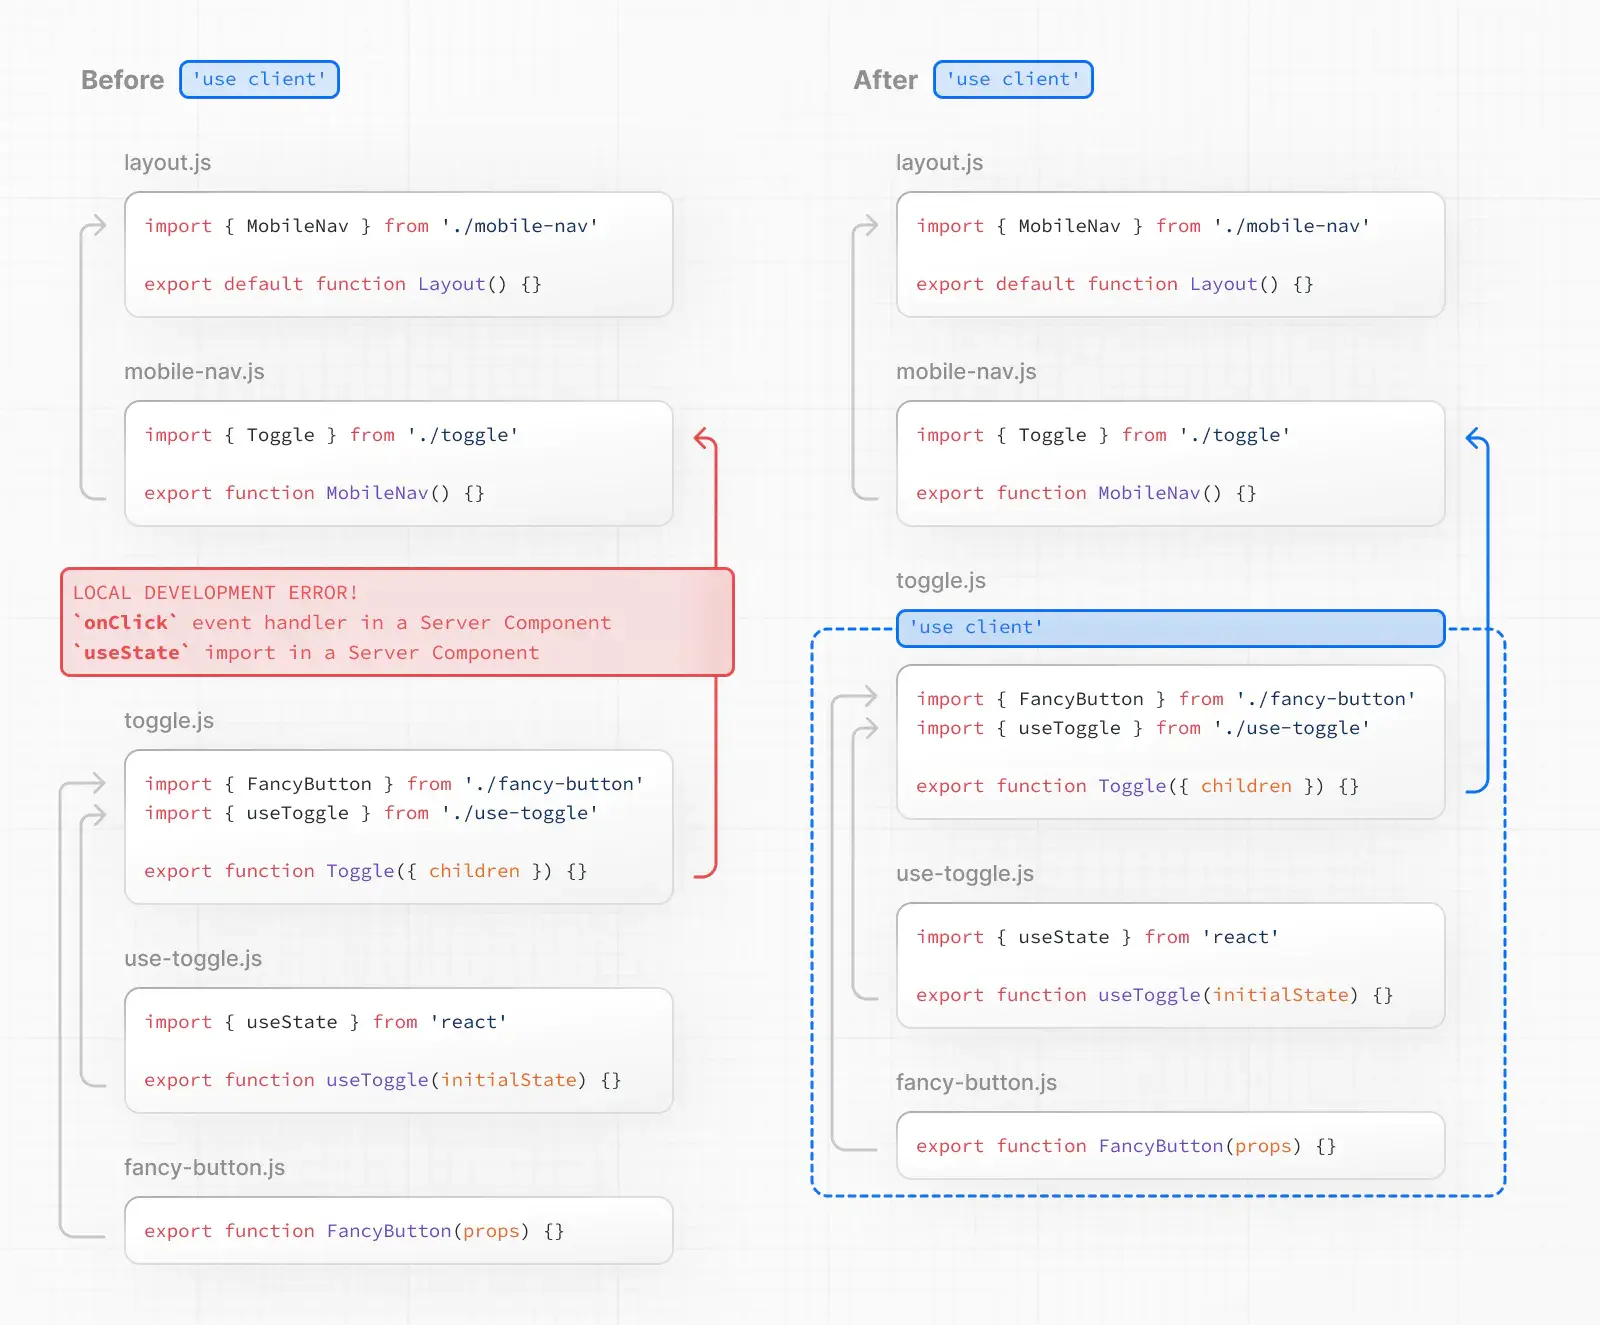 Before 'use client'
layout.js
import { MobileNav } from './mobile-nav'
export default function Layout() {}
mobile-nav.js
import { Toggle } from './toggle'
export function MobileNav() {}
LOCAL DEVELOPMENT ERROR!
`onClick` event handler in a Server Component
`useState` import in a Server Component
toggle.js
import { FancyButton } from './fancy-button'
import { useToggle } from './use-toggle'
export function Toggle({ children }) {}
use-toggle.js
import { useState } from 'react'
export function useToggle(initialState) {}
fancy-button.js
export function FancyButton(props) {}
After 'use client'
layout.js
import { MobileNav } from './mobile-nav'
export default function Layout() {}
mobile-nav.js
import { Toggle } from './toggle'
export function MobileNav() {}
toggle.js
'use client'
import { FancyButton } from './fancy-button'
import { useToggle } from './use-toggle'
export function Toggle({ children }) {}
use-toggle.js
import { useState } from 'react'
export function useToggle(initialState) {}
fancy-button.js
export function FancyButton(props) {}